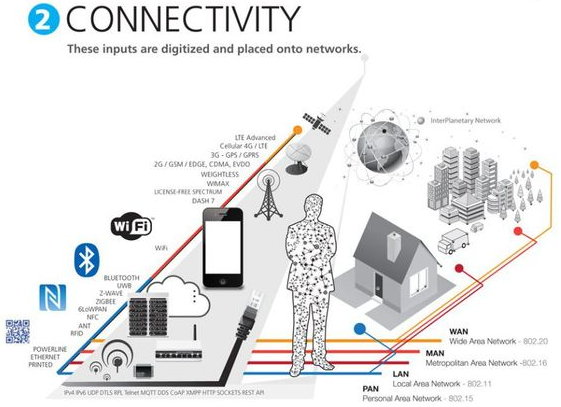 2 CONNECTIVITY
These inputs are digitized and placed onto networks.
InterPlanetary Network
LTE Advanced
Cellular 4G / LTE
3G - GPS / GPRS
2G / GSM / EDGE, CDMA, EVDO
WEIGHTLESS
WIMAX
LICENSE-FREE SPECTRUM
DASH 7
Wi Fi
WiFi
BLUETOOTH
UWB
Z-WAVE
ZIGBEE
6LoWPAN
NFC
ANT
RFID
POWERLINE
ETHERNET
PRINTED
WAN
Wide Area Network - 802.20
MAN
Metropolitan Area Network -802.16
LAN
Local Area Network - 802.11
PAN
Personal Area Network - 802.15
IPv4 IPv6 UDP DTLS RPL Telnet MQTT DDS CoAP XMPP HTTP SOCKETS REST API